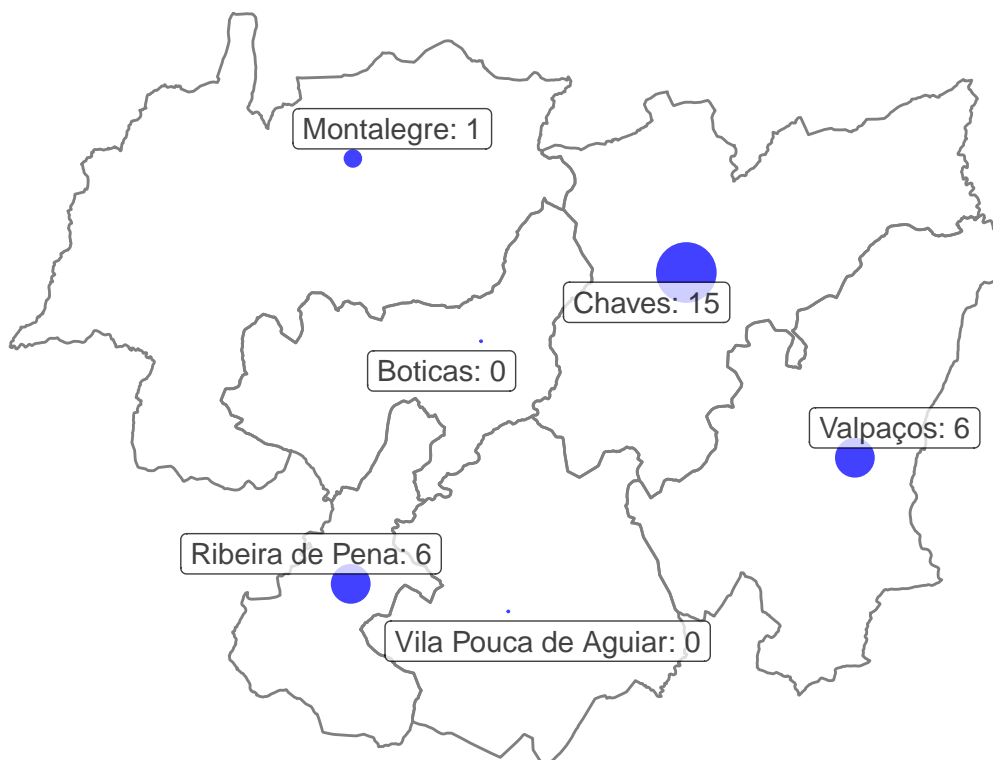 Montalegre: 1
Chaves: 15
Boticas: 0
Valpaços: 6
Ribeira de Pena: 6
Vila Pouca de Aguiar: 0